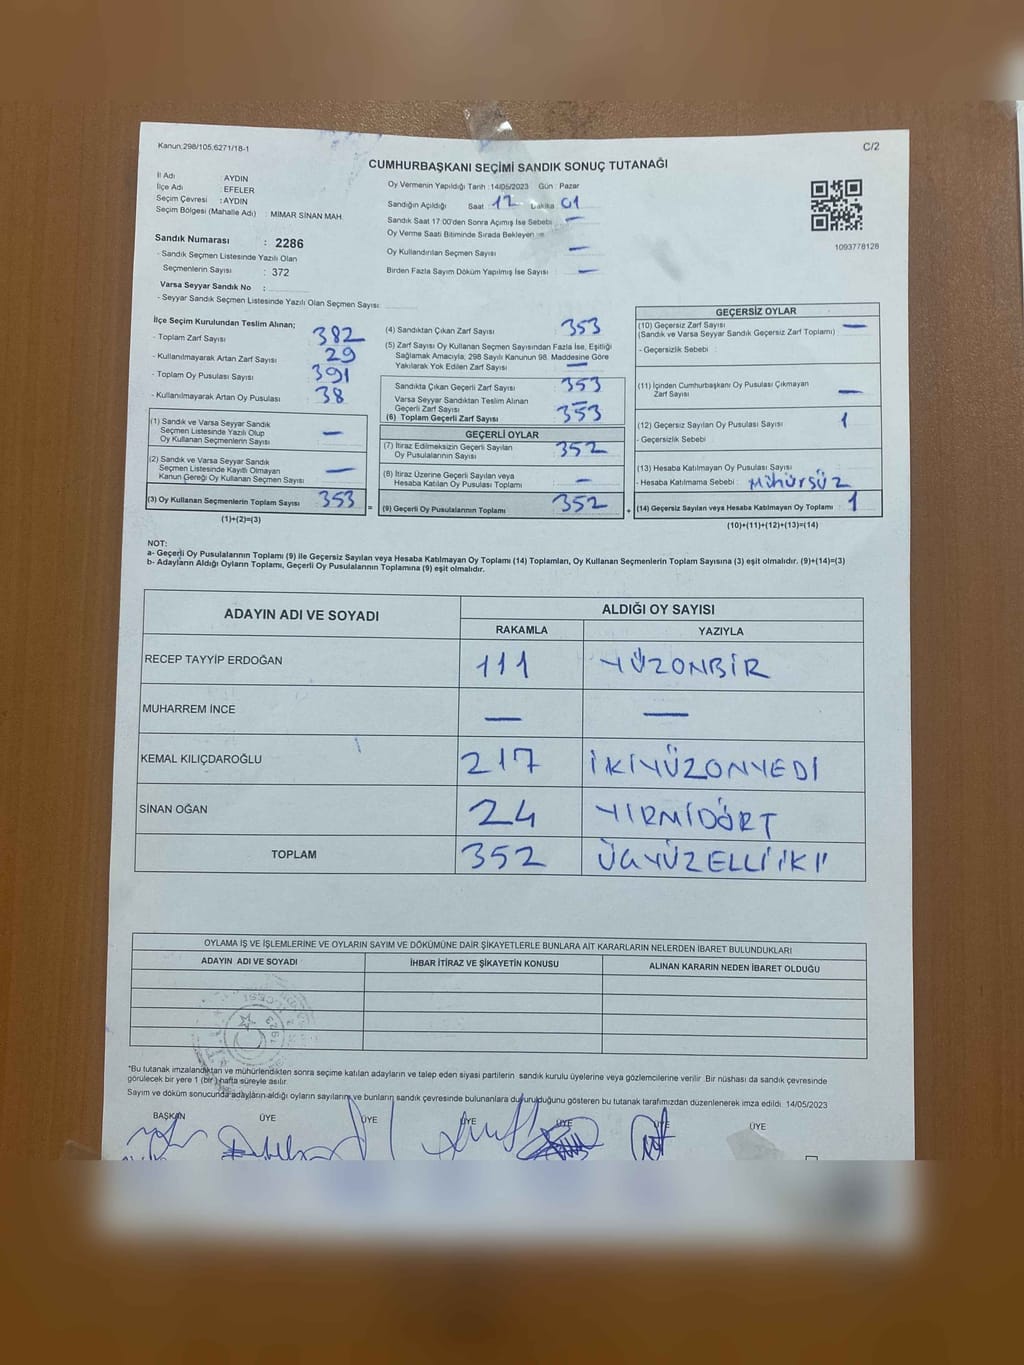 Kanun:298/105,6271/18-1
C/2
CUMHURBAŞKANI SEÇİMİ SANDIK SONUÇ TUTANAĞI
İl Adı : AYDIN
İlçe Adı : EFELER
Seçim Çevresi : AYDIN
Seçim Bölgesi (Mahalle Adı) : MİMAR SİNAN MAH.
Sandık Numarası : 2286
- Sandık Seçmen Listesinde Yazılı Olan
Seçmenlerin Sayısı : 372
Varsa Seyyar Sandık No :
- Seyyar Sandık Seçmen Listesinde Yazılı Olan Seçmen Sayısı:
Oy Vermenin Yapıldığı Tarih :14/05/2023 Gün : Pazar
Sandığın Açıldığı Saat : 17 Dakika 01
Sandık Saat 17:00'den Sonra Açımış İse Sebebi —
Oy Verme Saati Bitiminde Sırada Bekleyen
Oy Kullandırılan Seçmen Sayısı —
Birden Fazla Sayım Döküm Yapılmış İse Sayısı —
1093778128
İlçe Seçim Kurulundan Teslim Alınan;
- Toplam Zarf Sayısı 382
- Kullanılmayarak Artan Zarf Sayısı 29
- Toplam Oy Pusulası Sayısı 391
- Kullanılmayarak Artan Oy Pusulası 38
(1) Sandık ve Varsa Seyyar Sandık
Seçmen Listesinde Yazılı Olup
Oy Kullanan Seçmenlerin Sayısı —
(2) Sandık ve Varsa Seyyar Sandık
Seçmen Listesinde Kayıtlı Olmayan
Kanun Gereği Oy Kullanan Seçmen Sayısı —
(3) Oy Kullanan Seçmenlerin Toplam Sayısı 353 =
(1)+(2)=(3)
(4) Sandıktan Çıkan Zarf Sayısı 353
(5) Zarf Sayısı Oy Kullanan Seçmen Sayısından Fazla İse, Eşitliği
Sağlamak Amacıyla, 298 Sayılı Kanunun 98. Maddesine Göre
Yakılarak Yok Edilen Zarf Sayısı —
Sandıkta Çıkan Geçerli Zarf Sayısı 353
Varsa Seyyar Sandıktan Teslim Alınan
Geçerli Zarf Sayısı —
(6) Toplam Geçerli Zarf Sayısı 353
GEÇERLİ OYLAR
(7) İtiraz Edilmeksizin Geçerli Sayılan
Oy Pusulalarının Sayısı 352
(8) İtiraz Üzerine Geçerli Sayılan veya
Hesaba Katılan Oy Pusulası Toplamı —
(9) Geçerli Oy Pusulalarının Toplamı 352 +
GEÇERSİZ OYLAR
(10) Geçersiz Zarf Sayısı —
(Sandık ve Varsa Seyyar Sandık Geçersiz Zarf Toplamı)
- Geçersizlik Sebebi :
(11) İçinden Cumhurbaşkanı Oy Pusulası Çıkmayan
Zarf Sayısı —
(12) Geçersiz Sayılan Oy Pusulası Sayısı 1
- Geçersizlik Sebebi
(13) Hesaba Katılmayan Oy Pusulası Sayısı
- Hesaba Katılmama Sebebi : Mühürsüz
(14) Geçersiz Sayılan veya Hesaba Katılmayan Oy Toplamı 1
(10)+(11)+(12)+(13)=(14)
NOT:
a- Geçerli Oy Pusulalarının Toplamı (9) ile Geçersiz Sayılan veya Hesaba Katılmayan Oy Toplamı (14) Toplamları, Oy Kullanan Seçmenlerin Toplam Sayısına (3) eşit olmalıdır. (9)+(14)=(3)
b- Adayların Aldığı Oyların Toplamı, Geçerli Oy Pusulalarının Toplamına (9) eşit olmalıdır.
ADAYIN ADI VE SOYADI ALDIĞI OY SAYISI
RAKAMLA YAZIYLA
RECEP TAYYİP ERDOĞAN 111 YÜZONBİR
MUHARREM İNCE — —
KEMAL KILIÇDAROĞLU 217 İKİYÜZONYEDİ
SİNAN OĞAN 24 YİRMİDÖRT
TOPLAM 352 ÜÇYÜZELLİİKİ
OYLAMA İŞ VE İŞLEMLERİNE VE OYLARIN SAYIM VE DÖKÜMÜNE DAİR ŞİKAYETLERLE BUNLARA AİT KARARLARIN NELERDEN İBARET BULUNDUKLARI
ADAYIN ADI VE SOYADI İHBAR İTİRAZ VE ŞİKAYETİN KONUSU ALINAN KARARIN NEDEN İBARET OLDUĞU
*Bu tutanak imzalandıktan ve mühürlendikten sonra seçime katılan adayların ve talep eden siyasi partilerin sandık kurulu üyelerine veya gözlemcilerine verilir. Bir nüshası da sandık çevresinde
görülecek bir yere 1 (bir) hafta süreyle asılır.
Sayım ve döküm sonucunda adayların aldığı oyların sayılarını ve bunların sandık çevresinde bulunanlara duyurulduğunu gösteren bu tutanak tarafımızdan düzenlenerek imza edildi. 14/05/2023
BAŞKAN ÜYE ÜYE ÜYE ÜYE ÜYE ÜYE